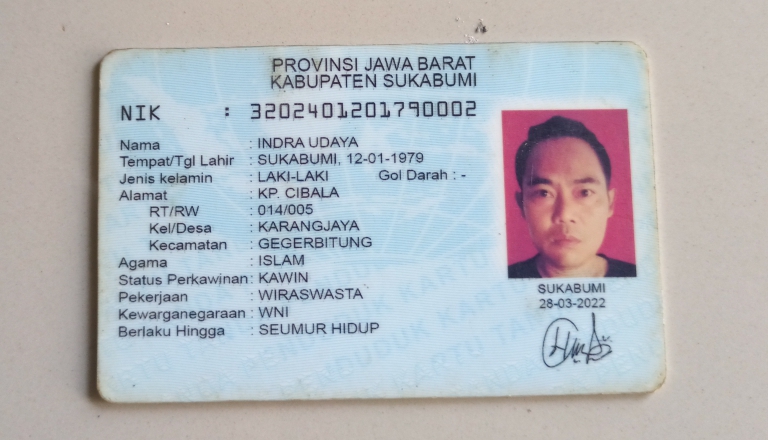 PROVINSI JAWA BARAT
KABUPATEN SUKABUMI
NIK : 3202401201790002
Nama : INDRA UDAYA
Tempat/Tgl Lahir : SUKABUMI, 12-01-1979
Jenis kelamin : LAKI-LAKI Gol Darah : -
Alamat : KP. CIBALA
RT/RW : 014/005
Kel/Desa : KARANGJAYA
Kecamatan : GEGERBITUNG
Agama : ISLAM
Status Perkawinan : KAWIN
Pekerjaan : WIRASWASTA
Kewarganegaraan : WNI
Berlaku Hingga : SEUMUR HIDUP
SUKABUMI
28-03-2022